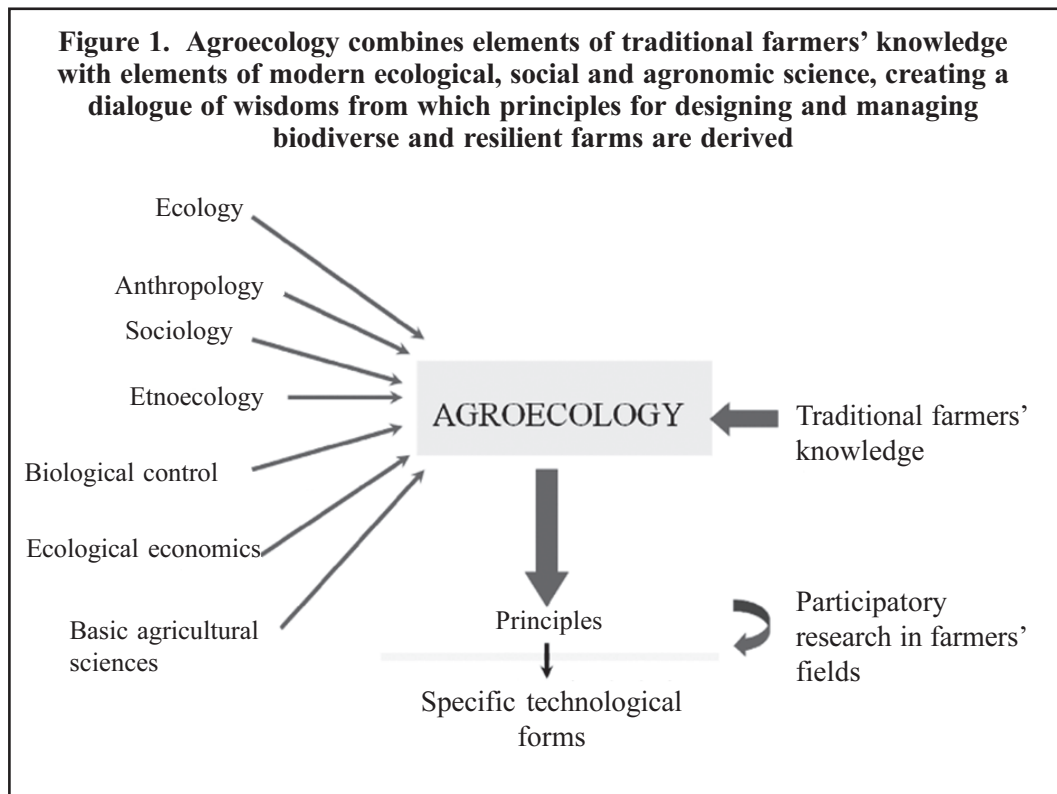 Figure 1.  Agroecology combines elements of traditional farmers’ knowledge
with elements of modern ecological, social and agronomic science, creating a
dialogue of wisdoms from which principles for designing and managing
biodiverse and resilient farms are derived
Ecology
Anthropology
Sociology
Etnoecology
Biological control
Ecological economics
Basic agricultural
sciences
AGROECOLOGY
Traditional farmers’
knowledge
Principles
Participatory
research in farmers’
fields
Specific technological
forms